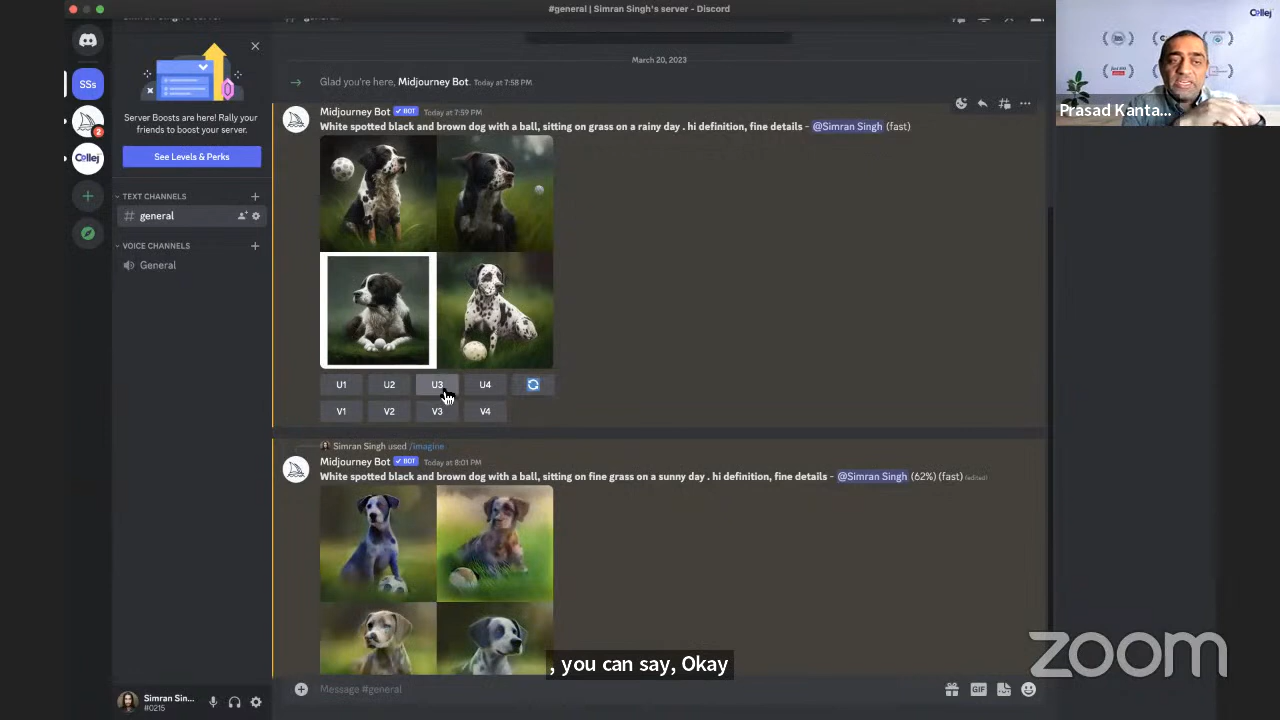 #general | Simran Singh's server - Discord
Collej
Prasad Kanta...
Server Boosts are here! Rally your
friends to boost your server.
See Levels & Perks
SSs
2
Collej
TEXT CHANNELS
# general
VOICE CHANNELS
General
March 20, 2023
Glad you're here, Midjourney Bot. Today at 7:58 PM
Midjourney Bot ✔ BOT Today at 7:59 PM
White spotted black and brown dog with a ball, sitting on grass on a rainy day . hi definition, fine details - @Simran Singh (fast)
U1 U2 U3 U4
V1 V2 V3 V4
Simran Singh used /imagine
Midjourney Bot ✔ BOT Today at 8:01 PM
White spotted black and brown dog with a ball, sitting on fine grass on a sunny day . hi definition, fine details - @Simran Singh (62%) (fast) (edited)
, you can say, Okay
Message #general
GIF
Simran Sin...
#0215
zoom